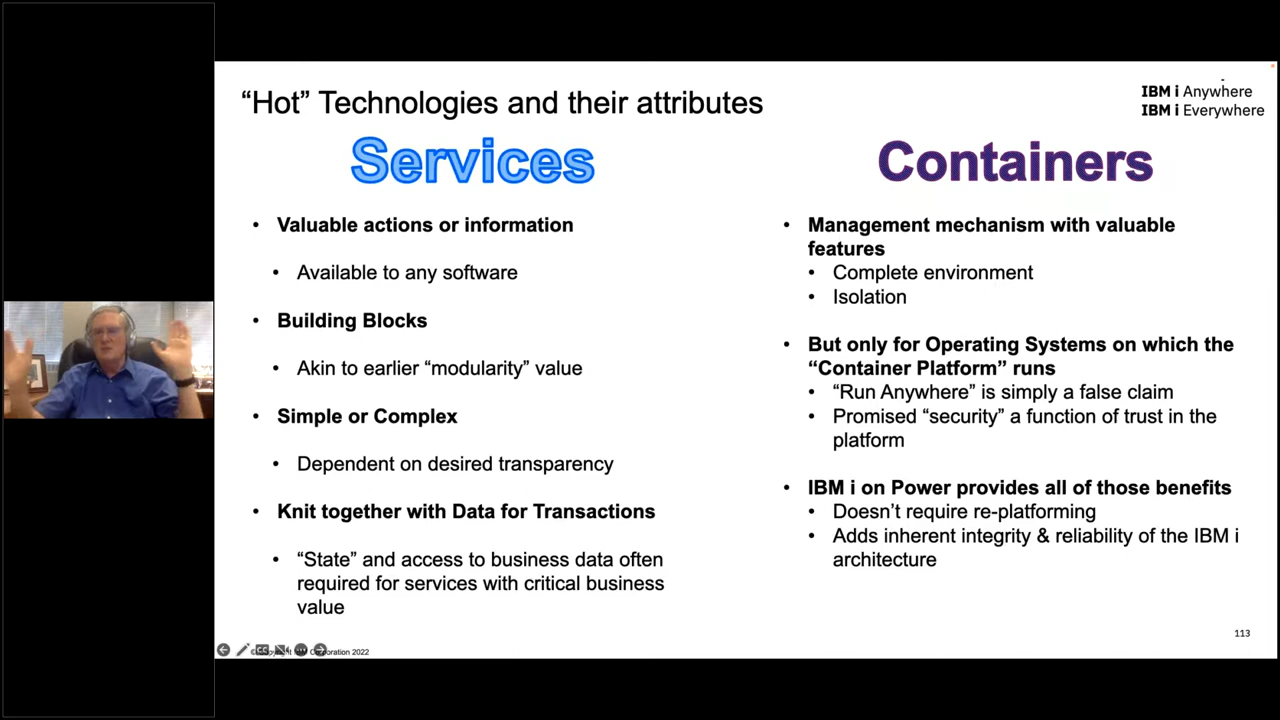 “Hot” Technologies and their attributes
IBM i Anywhere
IBM i Everywhere
Services
• Valuable actions or information
• Available to any software
• Building Blocks
• Akin to earlier “modularity” value
• Simple or Complex
• Dependent on desired transparency
• Knit together with Data for Transactions
• “State” and access to business data often
required for services with critical business
value
Containers
• Management mechanism with valuable
features
• Complete environment
• Isolation
• But only for Operating Systems on which the
“Container Platform” runs
• “Run Anywhere” is simply a false claim
• Promised “security” a function of trust in the
platform
• IBM i on Power provides all of those benefits
• Doesn’t require re-platforming
• Adds inherent integrity & reliability of the IBM i
architecture
113
Corporation 2022